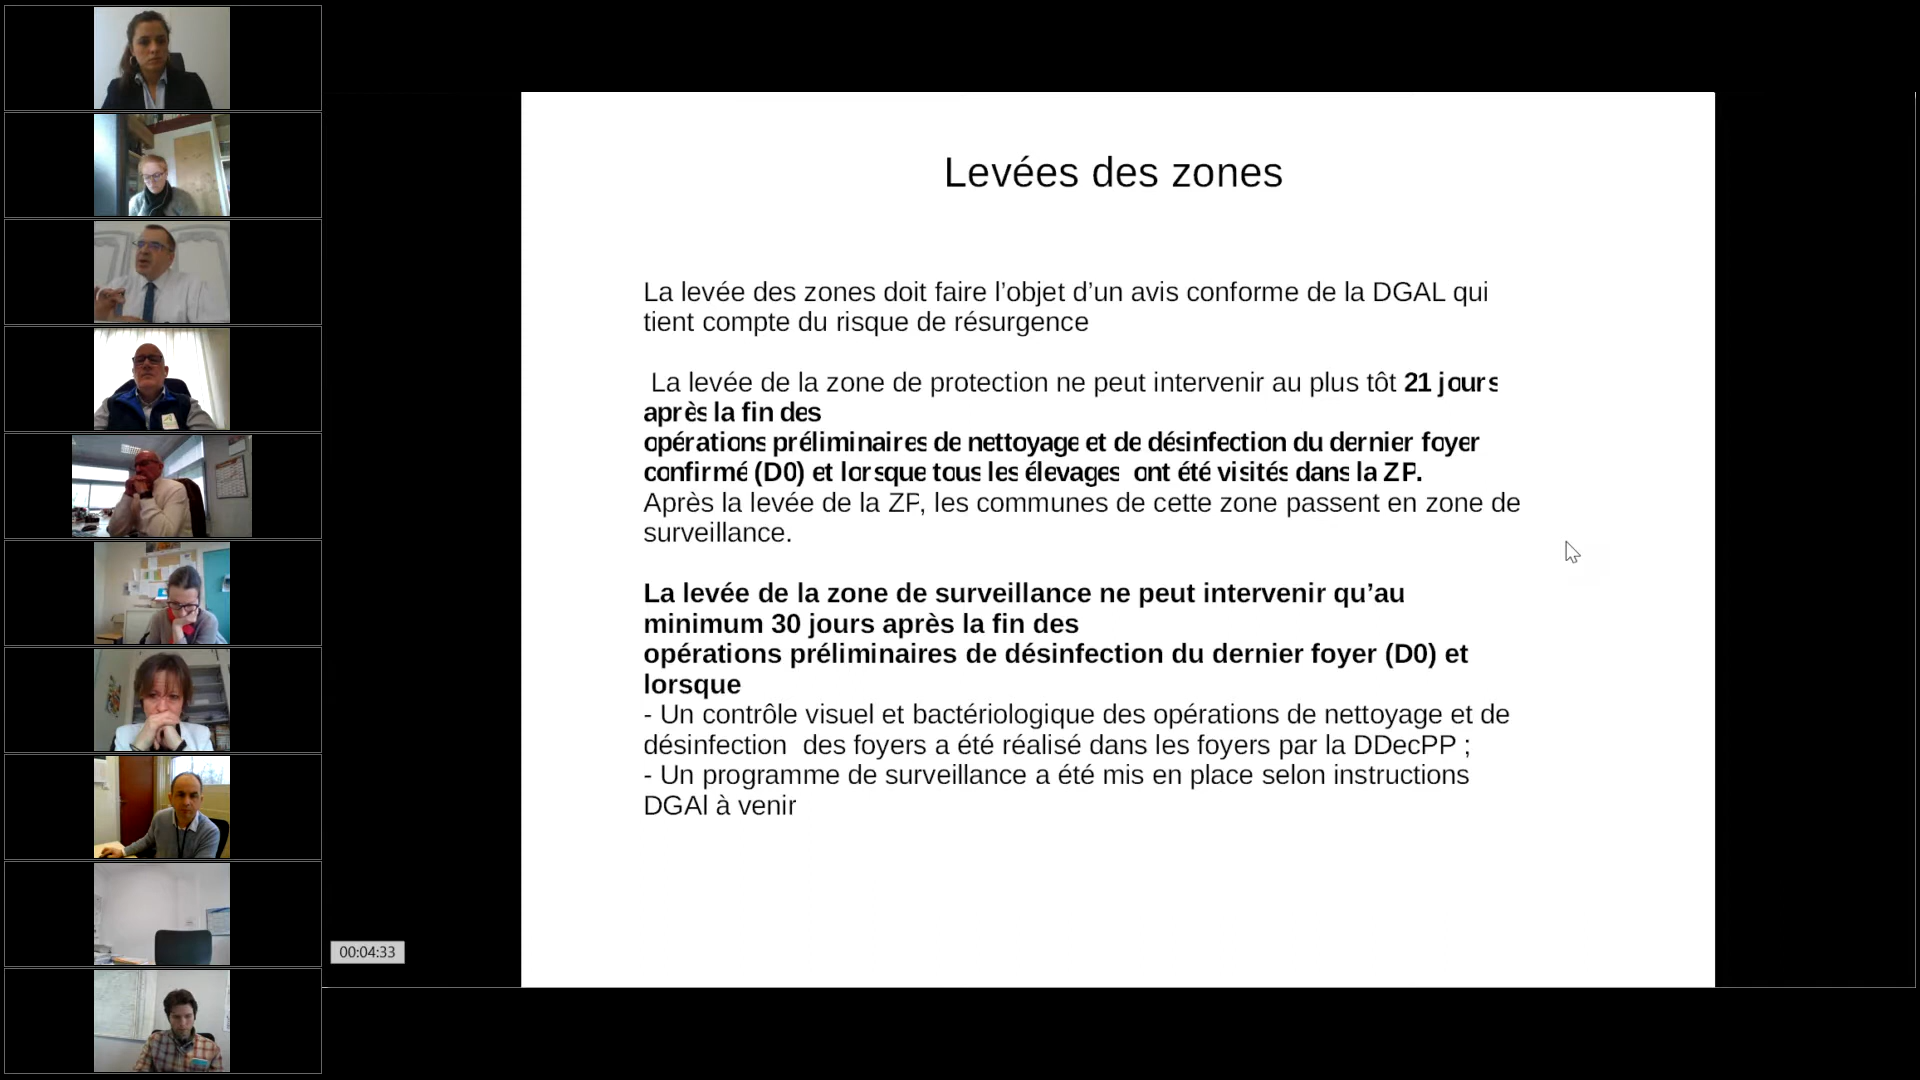 Levées des zones
La levée des zones doit faire l’objet d’un avis conforme de la DGAL qui
tient compte du risque de résurgence
La levée de la zone de protection ne peut intervenir au plus tôt 21 jours
après la fin des
opérations préliminaires de nettoyage et de désinfection du dernier foyer
confirmé (D0) et lorsque tous les élevages ont été visités dans la ZP.
Après la levée de la ZP, les communes de cette zone passent en zone de
surveillance.
La levée de la zone de surveillance ne peut intervenir qu’au
minimum 30 jours après la fin des
opérations préliminaires de désinfection du dernier foyer (D0) et
lorsque
- Un contrôle visuel et bactériologique des opérations de nettoyage et de
désinfection des foyers a été réalisé dans les foyers par la DDecPP ;
- Un programme de surveillance a été mis en place selon instructions
DGAl à venir
00:04:33